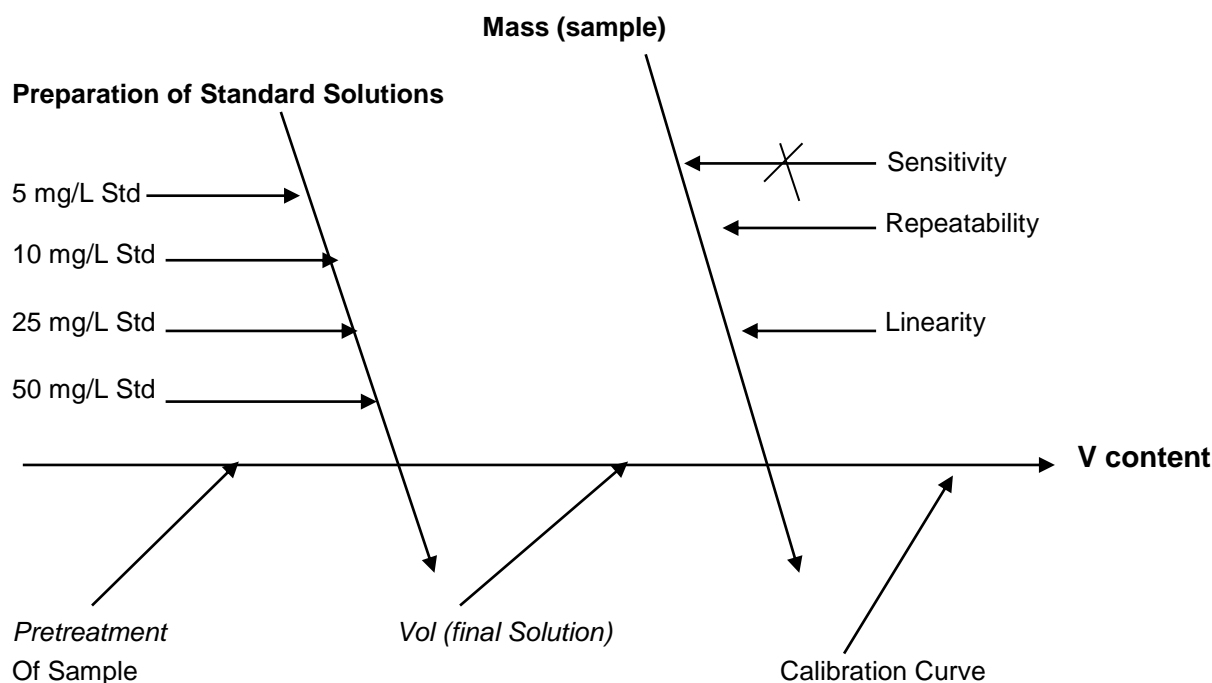 Mass (sample)
Preparation of Standard Solutions
Sensitivity
5 mg/L Std
Repeatability
10 mg/L Std
25 mg/L Std
Linearity
50 mg/L Std
V content
Pretreatment
Of Sample
Vol (final Solution)
Calibration Curve